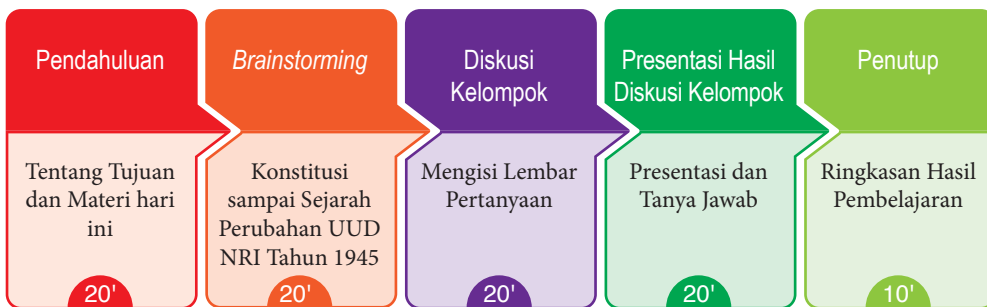 Pendahuluan
Tentang Tujuan
dan Materi hari
ini
20'
Brainstorming
Konstitusi
sampai Sejarah
Perubahan UUD
NRI Tahun 1945
20'
Diskusi
Kelompok
Mengisi Lembar
Pertanyaan
20'
Presentasi Hasil
Diskusi Kelompok
Presentasi dan
Tanya Jawab
20'
Penutup
Ringkasan Hasil
Pembelajaran
10'